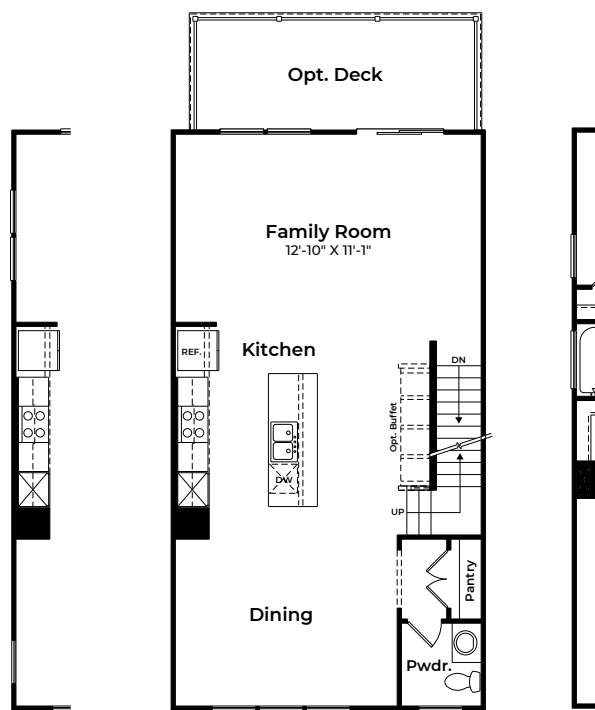 Opt. Deck
Family Room
12'-10" X 11'-1"
REF.
Kitchen
DN
Opt. Buffet
DW
UP
Pantry
Dining
Pwdr.